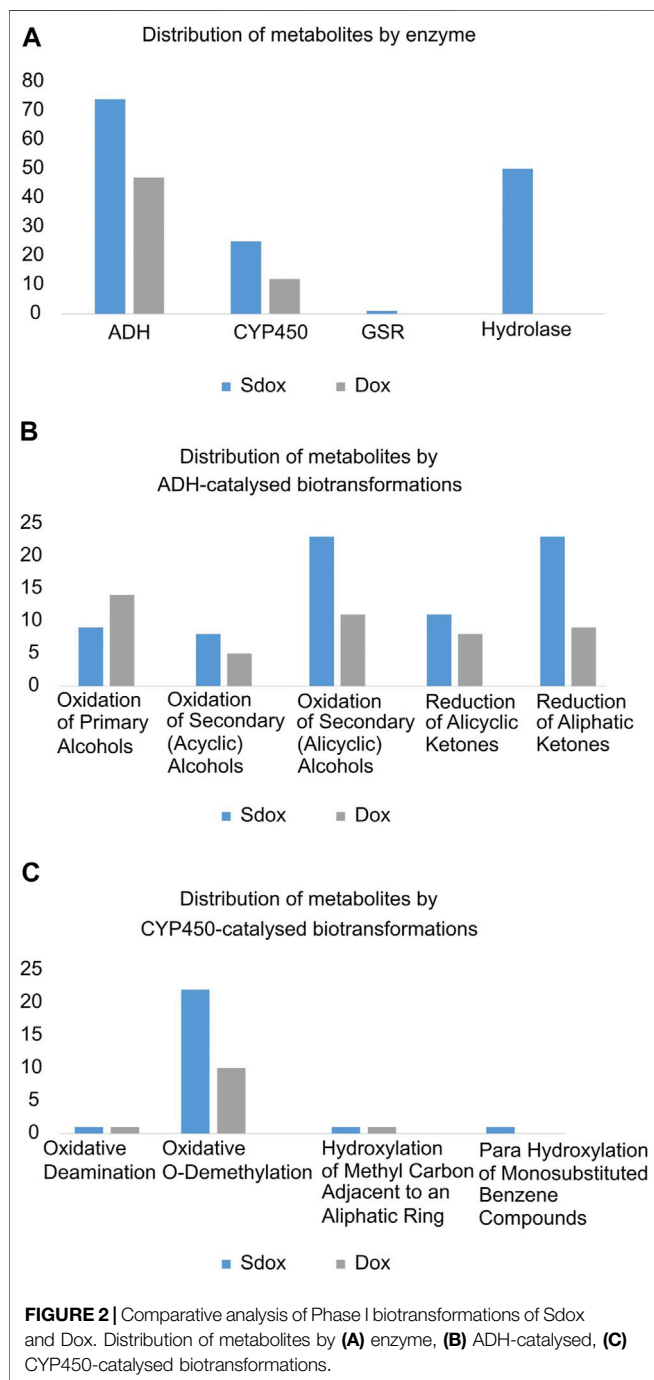 A
Distribution of metabolites by enzyme
80
70
60
50
40
30
20
10
0
ADH
CYP450
GSR
Hydrolase
Sdox
Dox
B
Distribution of metabolites by
ADH-catalysed biotransformations
25
20
15
10
5
0
Oxidation
of Primary
Alcohols
Oxidation
of Secondary
(Acyclic)
Alcohols
Oxidation
of Secondary
(Alicyclic)
Alcohols
Reduction
of Alicyclic
Ketones
Reduction
of Aliphatic
Ketones
Sdox
Dox
C
Distribution of metabolites by
CYP450-catalysed biotransformations
25
20
15
10
5
0
Oxidative
Deamination
Oxidative
O-Demethylation
Hydroxylation
of Methyl Carbon
Adjacent to an
Aliphatic Ring
Para Hydroxylation
of Monosubstituted
Benzene
Compounds
Sdox
Dox
FIGURE 2 | Comparative analysis of Phase I biotransformations of Sdox
and Dox. Distribution of metabolites by (A) enzyme, (B) ADH-catalysed, (C)
CYP450-catalysed biotransformations.